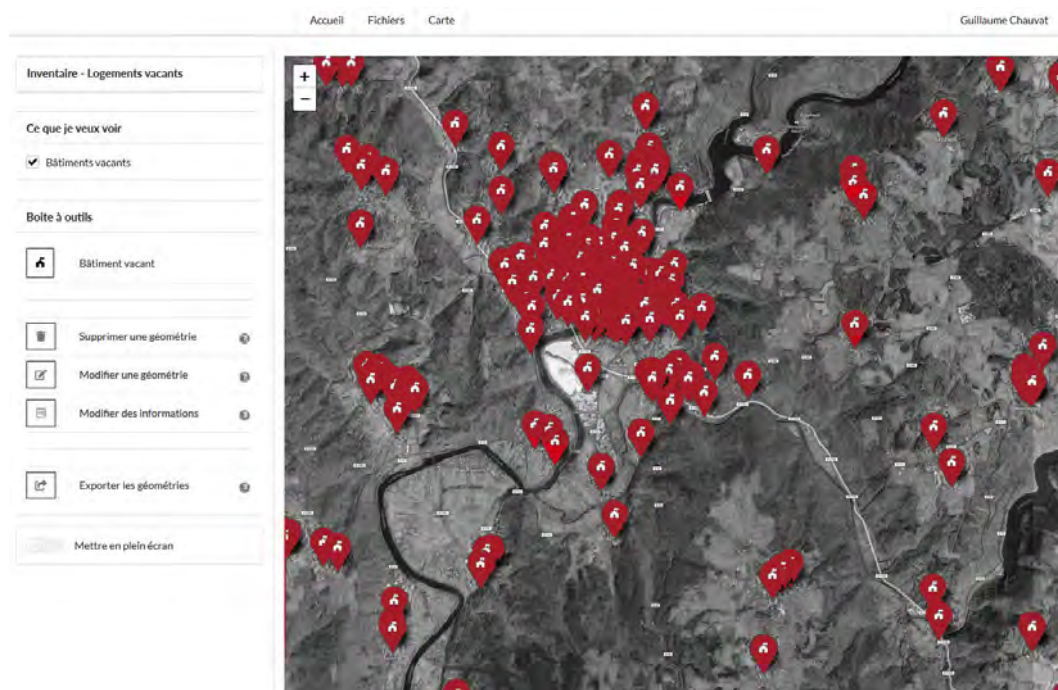 Accueil Fichiers Carte Guillaume Chauvat
Inventaire - Logements vacants
Ce que je veux voir
Bâtiments vacants
Boite à outils
Bâtiment vacant
Supprimer une géométrie
Modifier une géométrie
Modifier des informations
Exporter les géométries
Mettre en plein écran
+
−